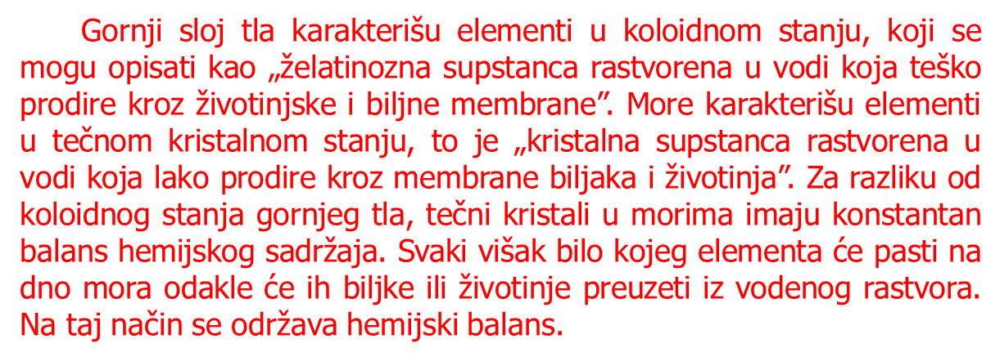 Gornji sloj tla karakterišu elementi u koloidnom stanju, koji se
mogu opisati kao „želatinozna supstanca rastvorena u vodi koja teško
prodire kroz životinjske i biljne membrane”. More karakterišu elementi
u tečnom kristalnom stanju, to je „kristalna supstanca rastvorena u
vodi koja lako prodire kroz membrane biljaka i životinja”. Za razliku od
koloidnog stanja gornjeg tla, tečni kristali u morima imaju konstantan
balans hemijskog sadržaja. Svaki višak bilo kojeg elementa će pasti na
dno mora odakle će ih biljke ili životinje preuzeti iz vodenog rastvora.
Na taj način se održava hemijski balans.